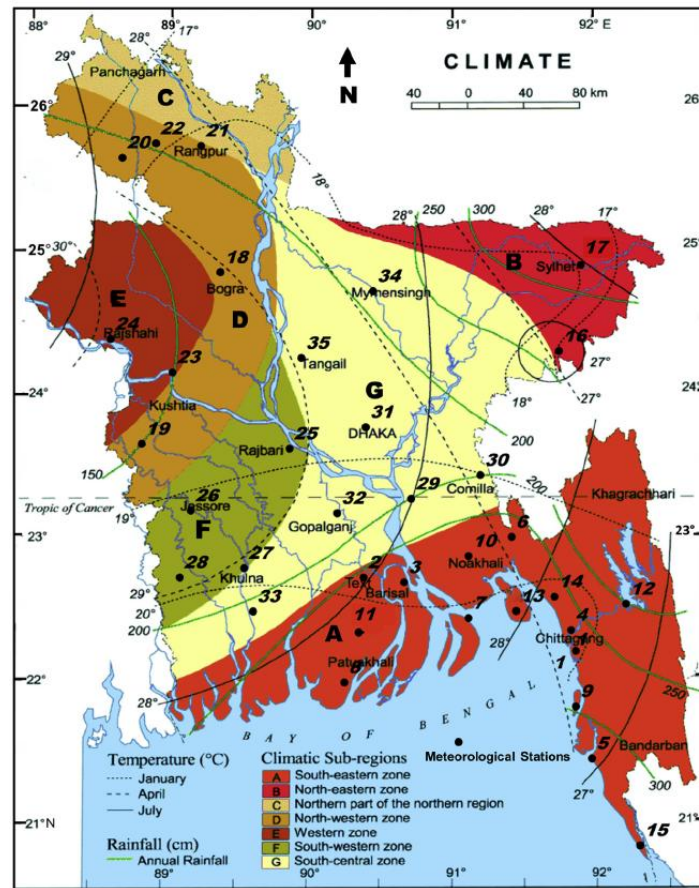 88° 89° 90° 91° 92° E
CLIMATE
N
40 0 40 80 km
29° 28° 17°
Panchagarh
26°
C
20 22 21
Rangpur
18°
28° 250 300 28° 17°
25°
30°
B 17
Sylhet
18
Bogra
34
Mymensingh
E
24
Rajshahi
D
35
Tangail
16
27°
23
G
27°
24°
Kushtia
31
DHAKA
18°
19
Rajbari 25
200
150
30
Comilla
200
Khagrachhari
Tropic of Cancer
26
Jessore
19°
29
32
Gopalganj
6
23°
F
10
Noakhali
28
27
Khulna
2
3
Barisal
29°
20°
200
33
7
13
14
12
11
A
4
Chittagong
28°
1
Patuakhali
8
22°
28°
250
9
BAY OF BENGAL
5
Bandarban
27°
300
Meteorological Stations
15
21°N
Temperature (°C)
January
April
July
Rainfall (cm)
Annual Rainfall
Climatic Sub-regions
A South-eastern zone
B North-eastern zone
C Northern part of the northern region
D North-western zone
E Western zone
F South-western zone
G South-central zone
89° 90° 91° 92°